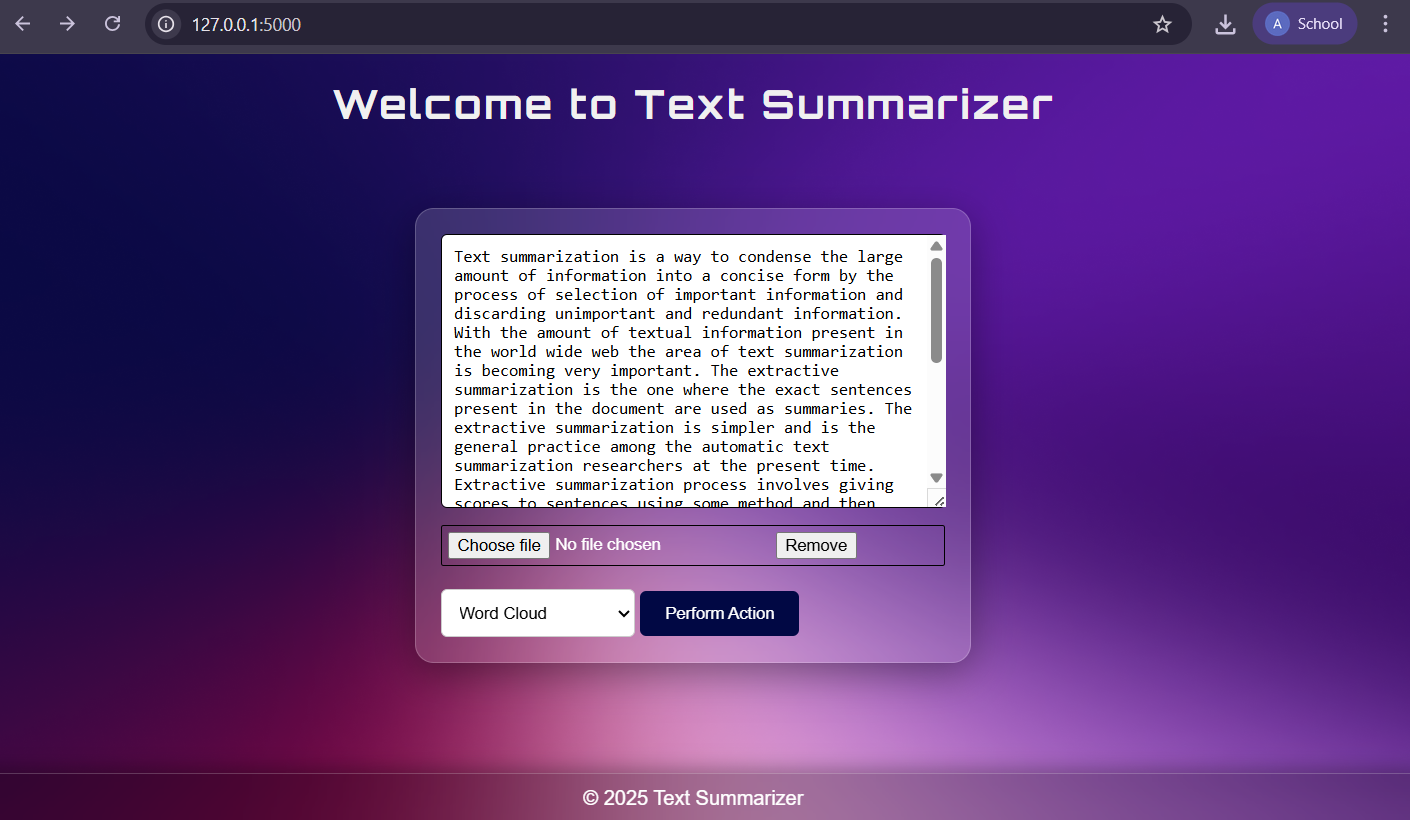 127.0.0.1:5000
A School
Welcome to Text Summarizer
Text summarization is a way to condense the large
amount of information into a concise form by the
process of selection of important information and
discarding unimportant and redundant information.
With the amount of textual information present in
the world wide web the area of text summarization
is becoming very important. The extractive
summarization is the one where the exact sentences
present in the document are used as summaries. The
extractive summarization is simpler and is the
general practice among the automatic text
summarization researchers at the present time.
Extractive summarization process involves giving
scores to sentences using some method and then
Choose file No file chosen Remove
Word Cloud Perform Action
© 2025 Text Summarizer